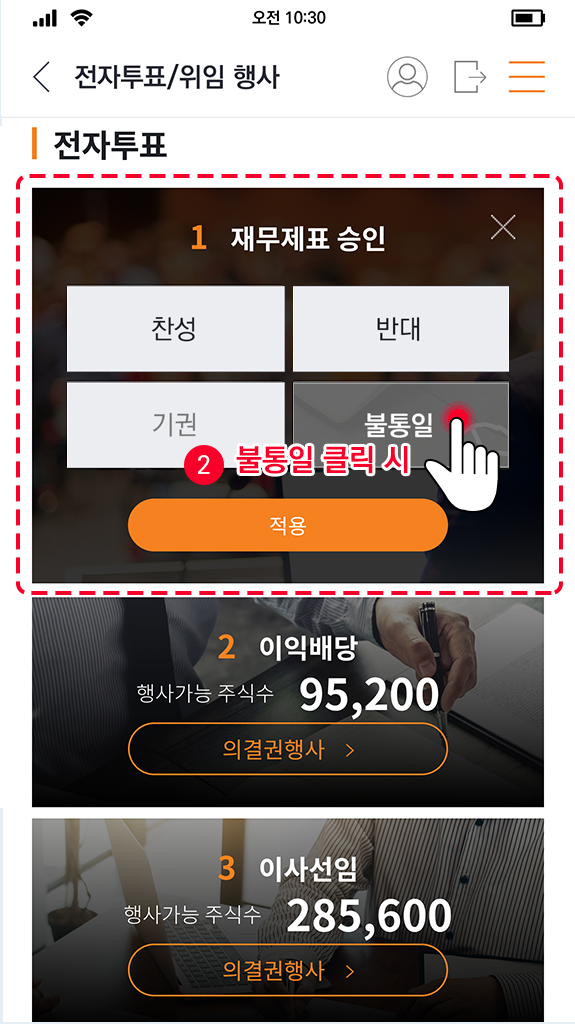 오전 10:30
전자투표/위임 행사
전자투표
1 재무제표 승인
찬성
반대
기권
불통일
2 불통일 클릭 시
적용
2 이익배당
행사가능 주식수 95,200
의결권행사 >
3 이사선임
행사가능 주식수 285,600
의결권행사 >